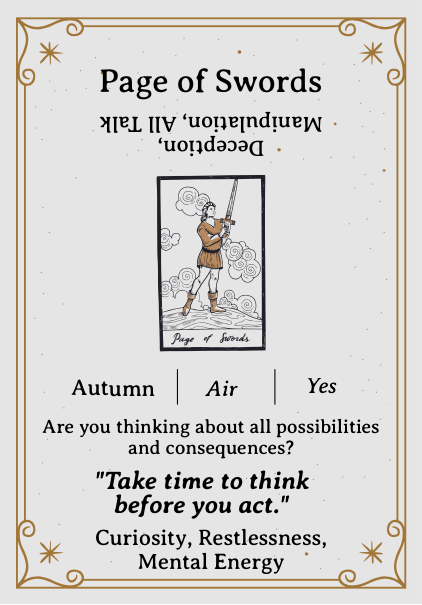 Page of Swords
Deception,
Manipulation, All Talk
Page of Swords
Autumn
Air
Yes
Are you thinking about all possibilities
and consequences?
"Take time to think
before you act."
Curiosity, Restlessness,
Mental Energy